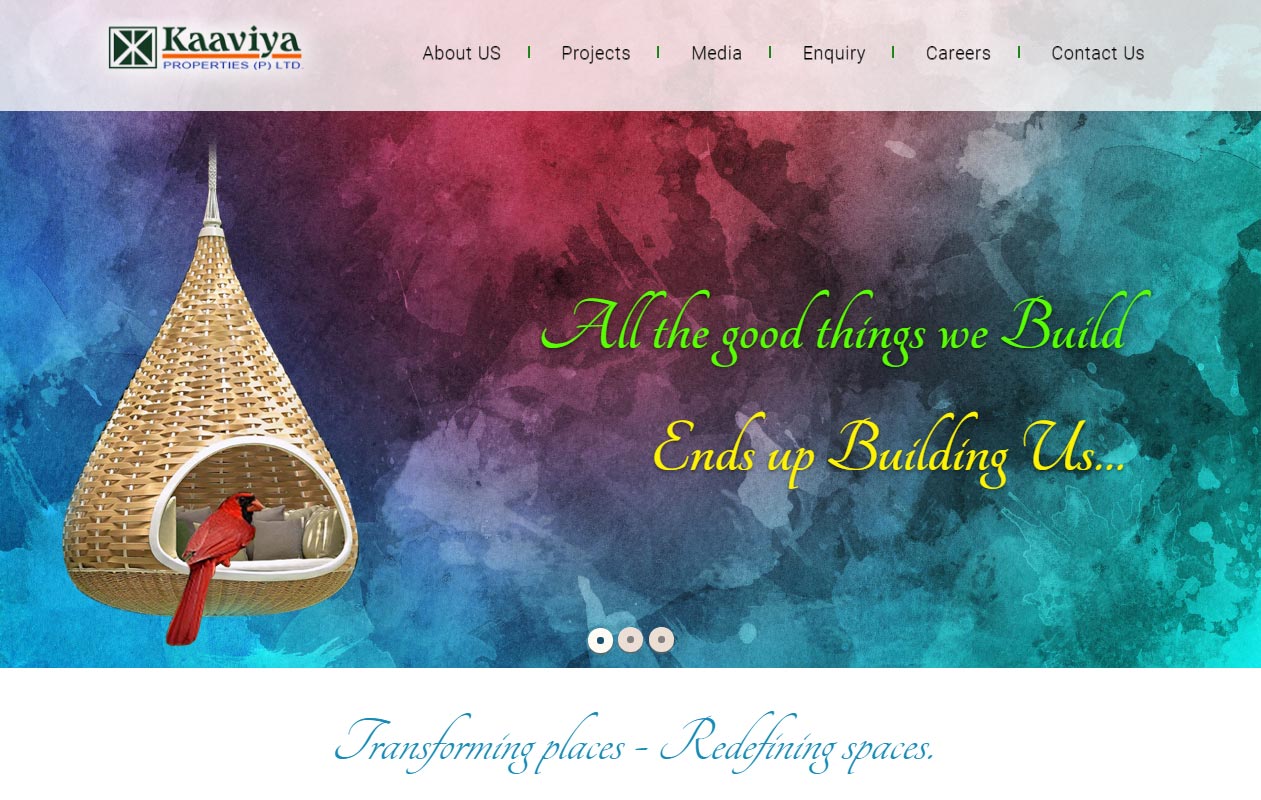 Kaaviya
PROPERTIES (P) LTD.
About US
Projects
Media
Enquiry
Careers
Contact Us
All the good things we Build
Ends up Building Us...
Transforming places - Redefining spaces.